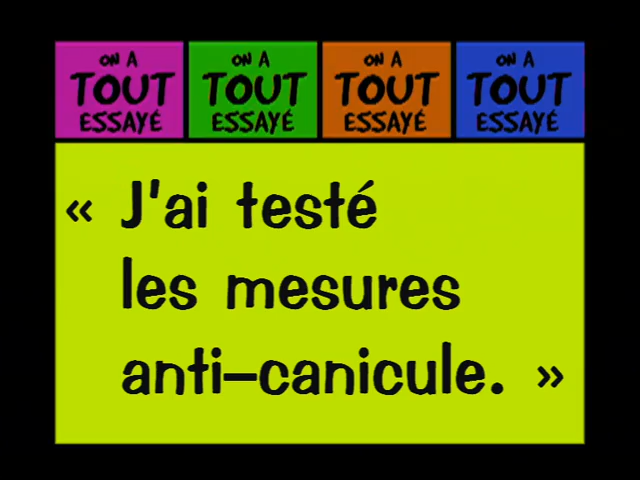 ON A
TOUT
ESSAYÉ
ON A
TOUT
ESSAYÉ
ON A
TOUT
ESSAYÉ
ON A
TOUT
ESSAYÉ
« J'ai testé
les mesures
anti-canicule. »